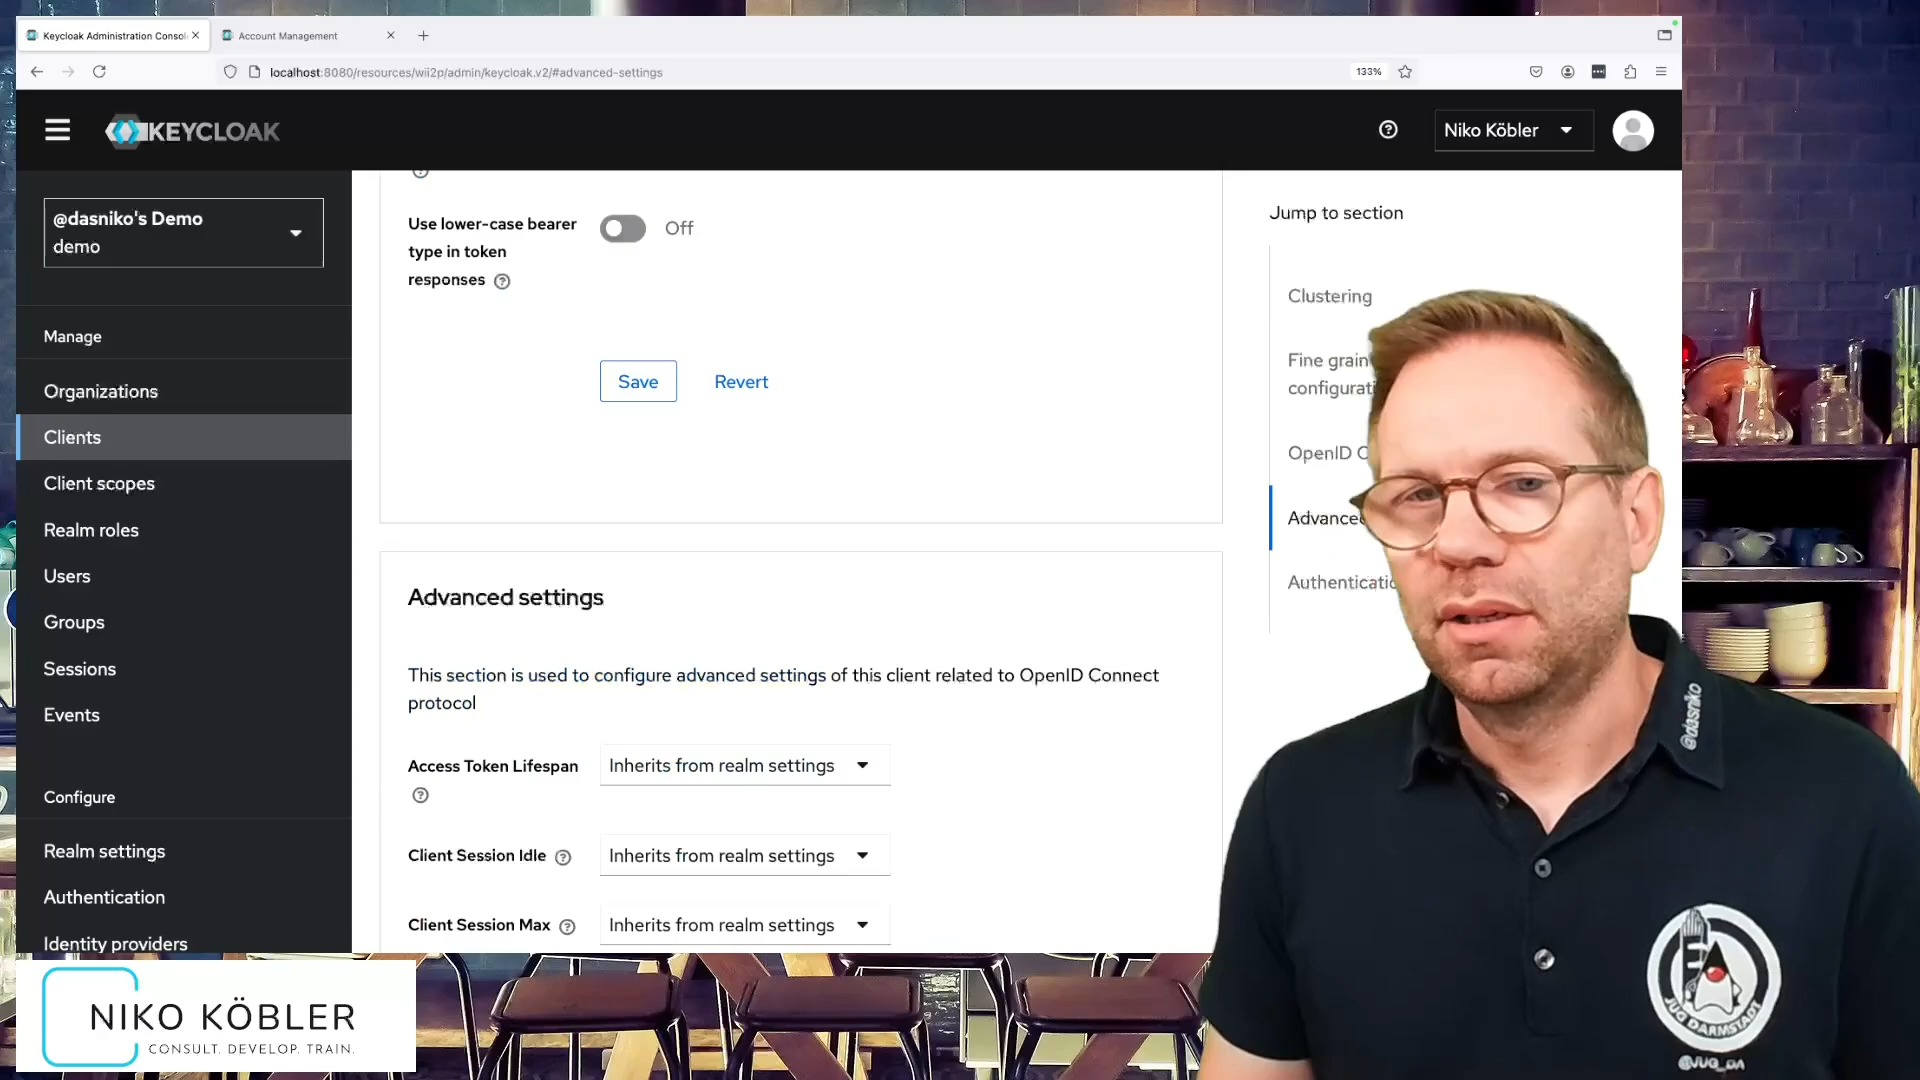 Keycloak Administration Consol
Account Management
localhost:8080/resources/wii2p/admin/keycloak.v2/#advanced-settings
133%
KEYCLOAK
Niko Köbler
@dasniko's Demo
demo
Manage
Organizations
Clients
Client scopes
Realm roles
Users
Groups
Sessions
Events
Configure
Realm settings
Authentication
Identity providers
Use lower-case bearer
type in token
responses
Off
Save
Revert
Advanced settings
This section is used to configure advanced settings of this client related to OpenID Connect
protocol
Access Token Lifespan
Inherits from realm settings
Client Session Idle
Inherits from realm settings
Client Session Max
Inherits from realm settings
Jump to section
Clustering
Fine grain
configurati
OpenID C
Advance
Authenticatio
@dasniko
JUG DARMSTADT
@JUG_DA
NIKO KÖBLER
CONSULT. DEVELOP. TRAIN.